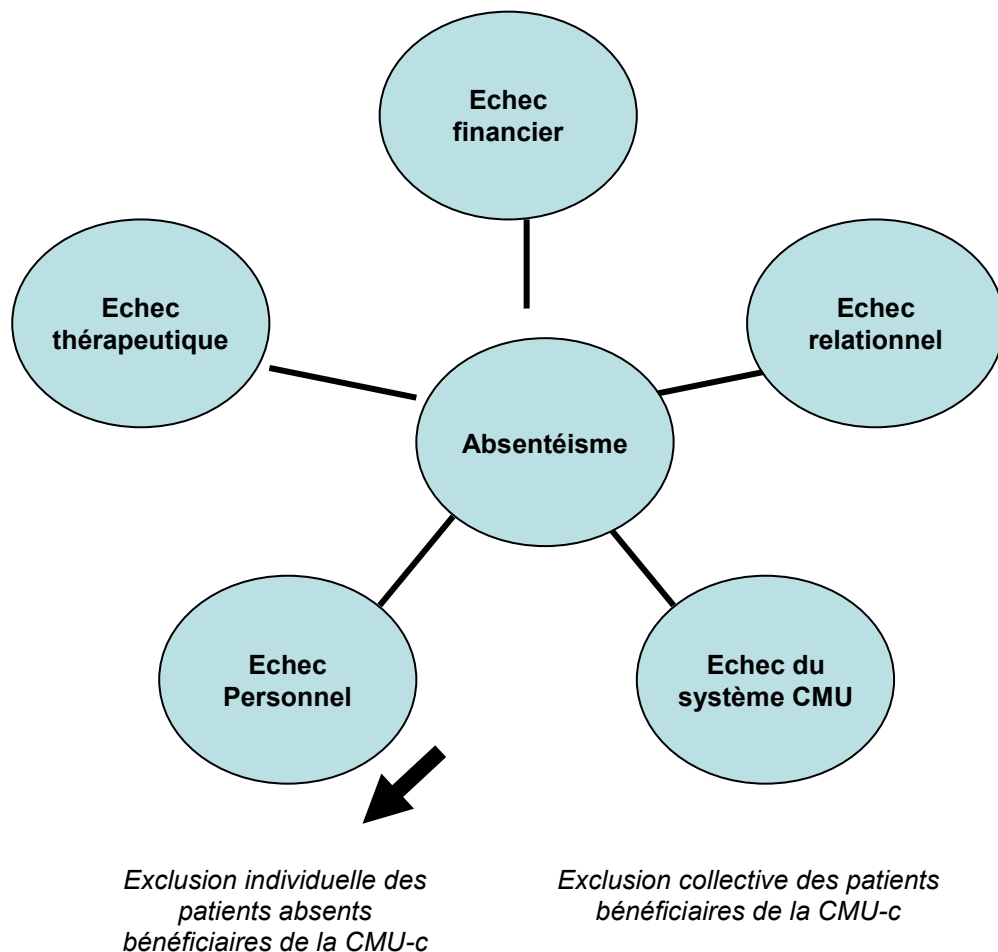 Echec
financier
Echec
thérapeutique
Echec
relationnel
Absentéisme
Echec
Personnel
Echec du
système CMU
Exclusion individuelle des
patients absents
bénéficiaires de la CMU-c
Exclusion collective des patients
bénéficiaires de la CMU-c